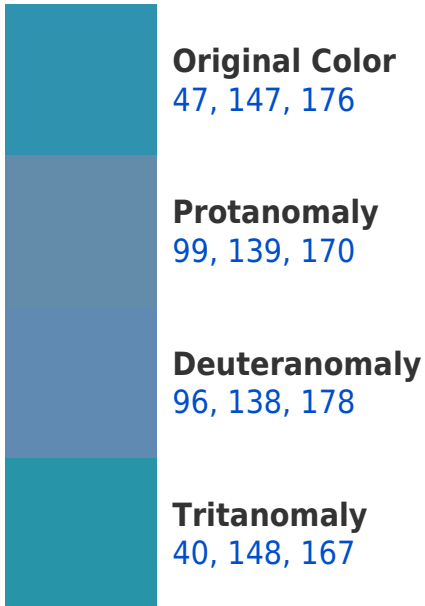 Original Color
47, 147, 176
Protanomaly
99, 139, 170
Deuteranomaly
96, 138, 178
Tritanomaly
40, 148, 167